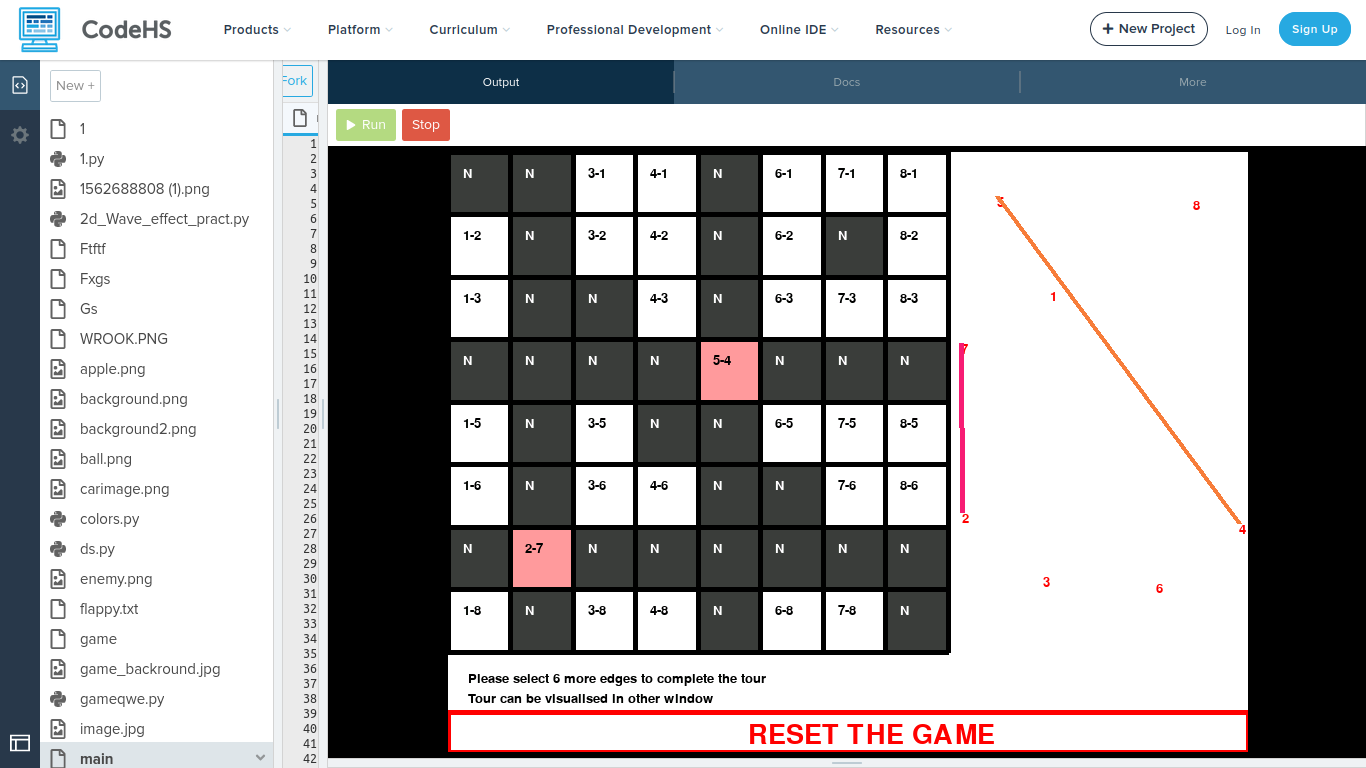 CodeHS
Products
Platform
Curriculum
Professional Development
Online IDE
Resources
+ New Project
Log In
Sign Up
New +
Fork
Output
Docs
More
Run
Stop
1
1.py
1562688808 (1).png
2d_Wave_effect_pract.py
Ftftf
Fxgs
Gs
WROOK.PNG
apple.png
background.png
background2.png
ball.png
carimage.png
colors.py
ds.py
enemy.png
flappy.txt
game
game_backround.jpg
gameqwe.py
image.jpg
main
1
2
3
4
5
6
7
8
9
10
11
12
13
14
15
16
17
18
19
20
21
22
23
24
25
26
27
28
29
30
31
32
33
34
35
36
37
38
39
40
41
42
N N 3-1 4-1 N 6-1 7-1 8-1
1-2 N 3-2 4-2 N 6-2 N 8-2
1-3 N N 4-3 N 6-3 7-3 8-3
N N N N 5-4 N N N
1-5 N 3-5 N N 6-5 7-5 8-5
1-6 N 3-6 4-6 N N 7-6 8-6
N 2-7 N N N N N N
1-8 N 3-8 4-8 N 6-8 7-8 N
5
8
1
7
2
4
3
6
Please select 6 more edges to complete the tour
Tour can be visualised in other window
RESET THE GAME